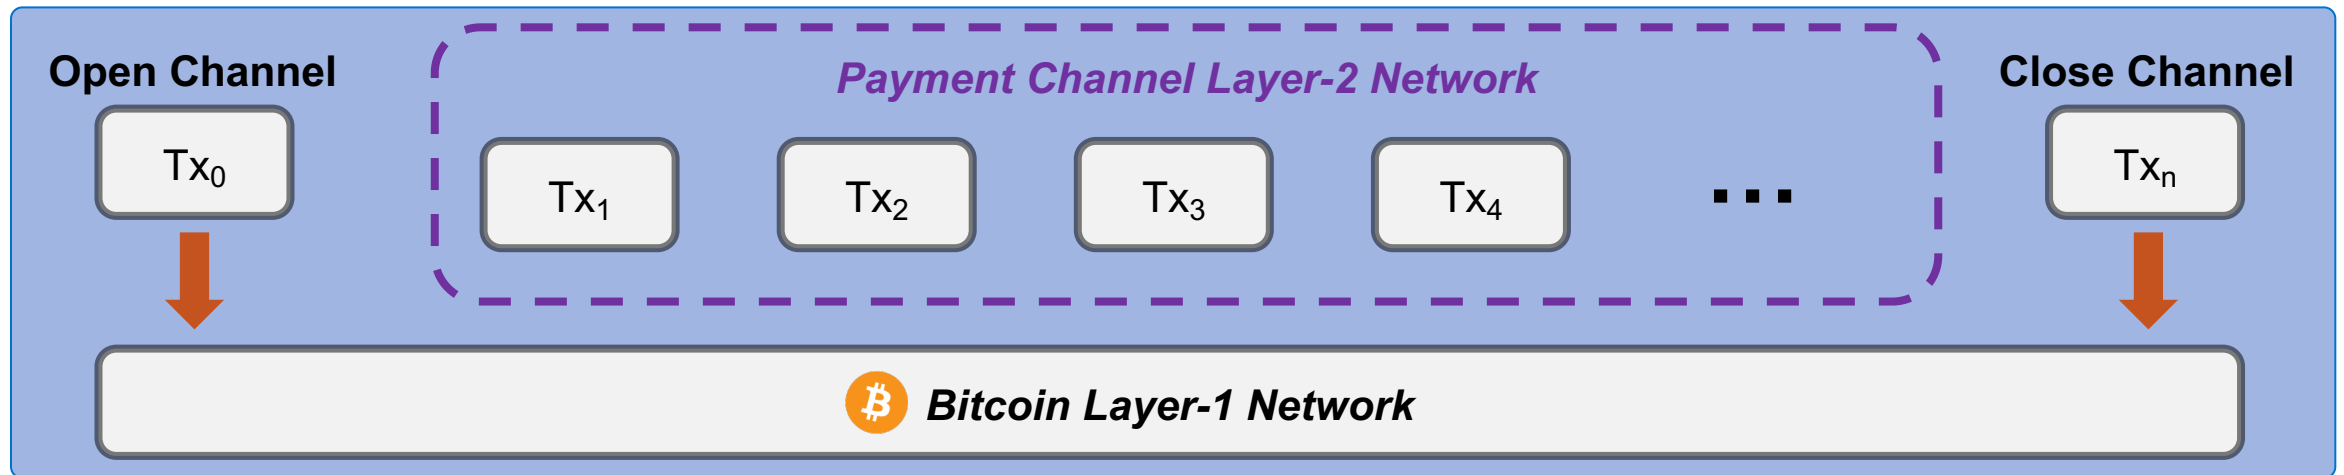 Open Channel
Payment Channel Layer-2 Network
Close Channel
Tx₀
Tx₁
Tx₂
Tx₃
Tx₄
...
Txₙ
Bitcoin Layer-1 Network